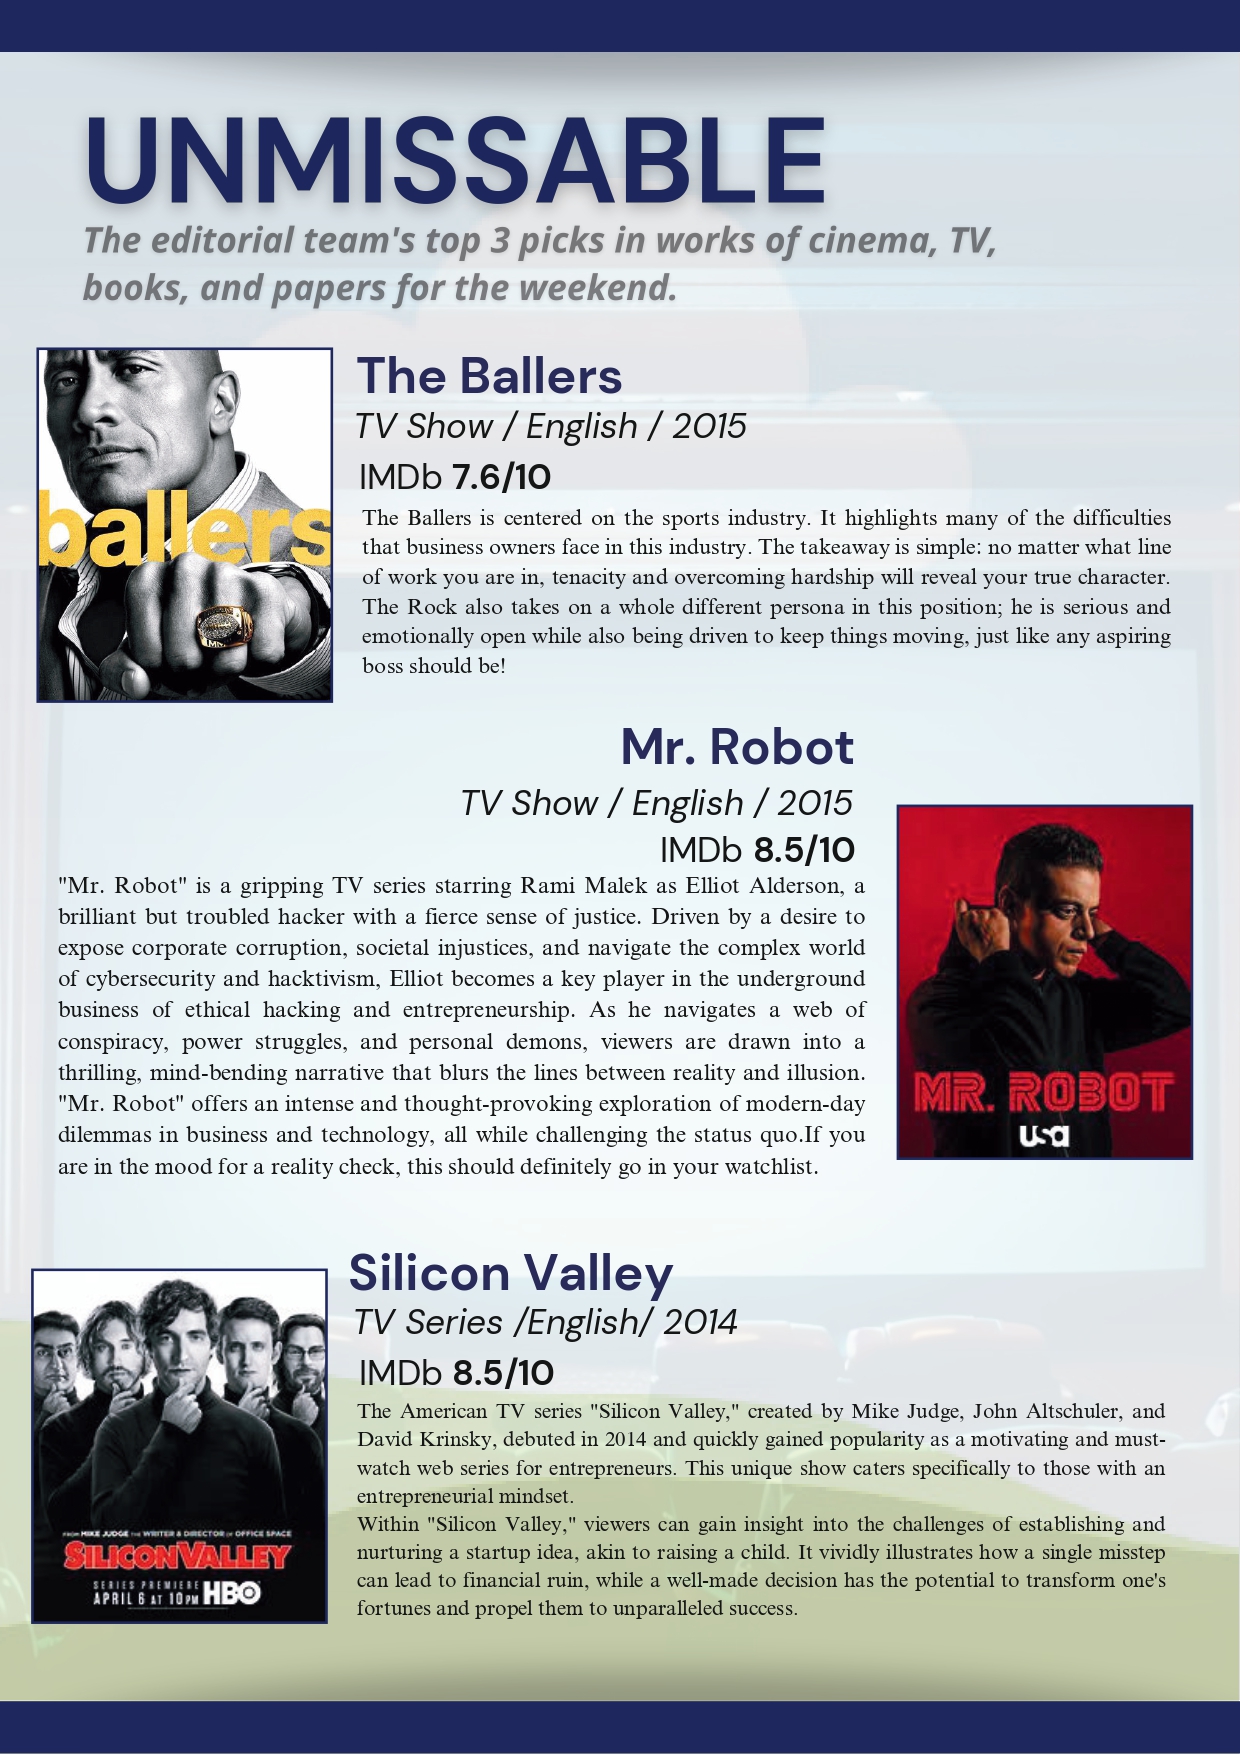 UNMISSABLE
The editorial team's top 3 picks in works of cinema, TV,
books, and papers for the weekend.
ballers
The Ballers
TV Show / English / 2015
IMDb 7.6/10
The Ballers is centered on the sports industry. It highlights many of the difficulties
that business owners face in this industry. The takeaway is simple: no matter what line
of work you are in, tenacity and overcoming hardship will reveal your true character.
The Rock also takes on a whole different persona in this position; he is serious and
emotionally open while also being driven to keep things moving, just like any aspiring
boss should be!
Mr. Robot
TV Show / English / 2015
IMDb 8.5/10
"Mr. Robot" is a gripping TV series starring Rami Malek as Elliot Alderson, a
brilliant but troubled hacker with a fierce sense of justice. Driven by a desire to
expose corporate corruption, societal injustices, and navigate the complex world
of cybersecurity and hacktivism, Elliot becomes a key player in the underground
business of ethical hacking and entrepreneurship. As he navigates a web of
conspiracy, power struggles, and personal demons, viewers are drawn into a
thrilling, mind-bending narrative that blurs the lines between reality and illusion.
"Mr. Robot" offers an intense and thought-provoking exploration of modern-day
dilemmas in business and technology, all while challenging the status quo.If you
are in the mood for a reality check, this should definitely go in your watchlist.
MR. ROBOT
usa
Silicon Valley
TV Series /English/ 2014
IMDb 8.5/10
The American TV series "Silicon Valley," created by Mike Judge, John Altschuler, and
David Krinsky, debuted in 2014 and quickly gained popularity as a motivating and must-
watch web series for entrepreneurs. This unique show caters specifically to those with an
entrepreneurial mindset.
Within "Silicon Valley," viewers can gain insight into the challenges of establishing and
nurturing a startup idea, akin to raising a child. It vividly illustrates how a single misstep
can lead to financial ruin, while a well-made decision has the potential to transform one's
fortunes and propel them to unparalleled success.
FROM MIKE JUDGE THE WRITER & DIRECTOR OF OFFICE SPACE
SILICON VALLEY
SERIES PREMIERE
APRIL 6 AT 10PM HBO